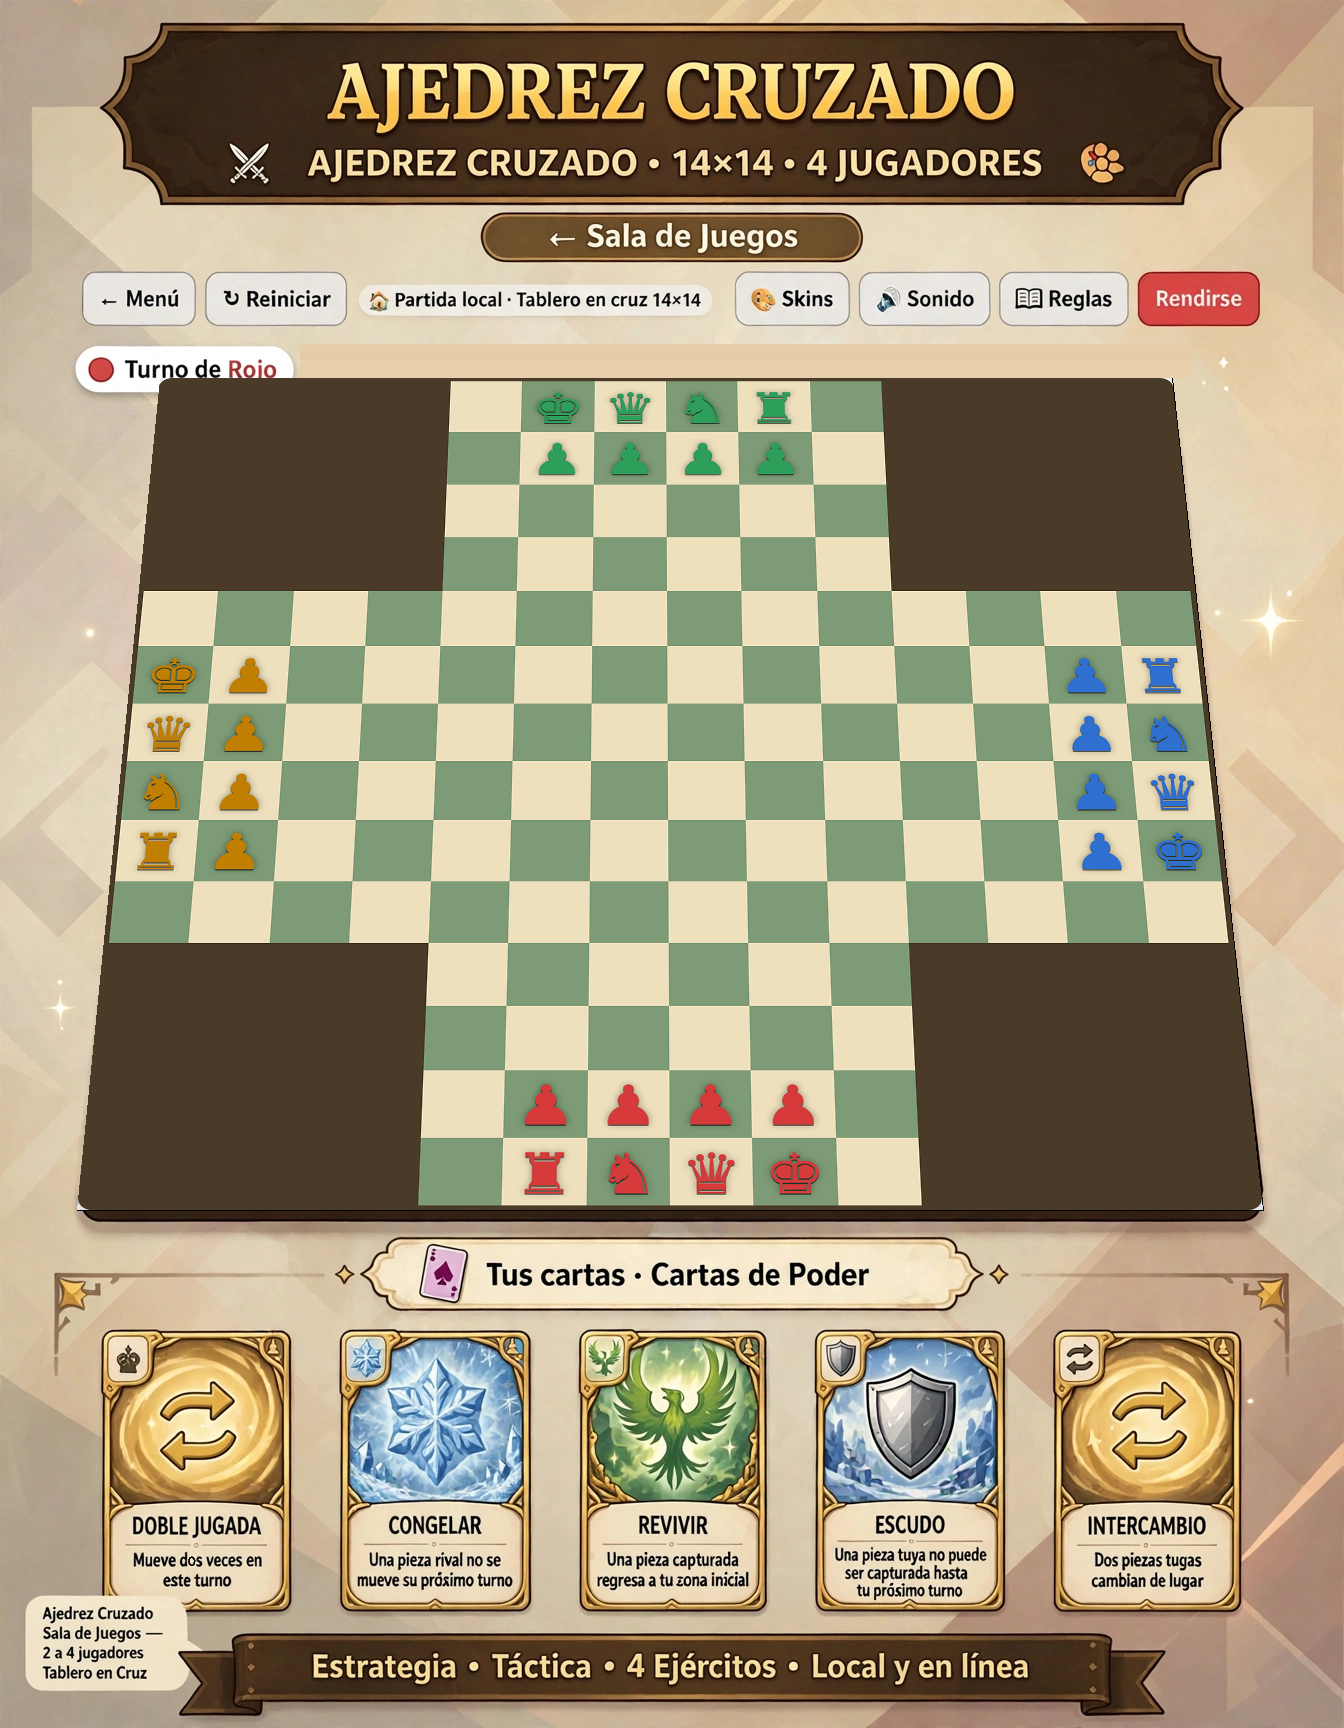 AJEDREZ CRUZADO
AJEDREZ CRUZADO • 14×14 • 4 JUGADORES
← Sala de Juegos
← Menú
↻ Reiniciar
Partida local · Tablero en cruz 14×14
Skins
Sonido
Reglas
Rendirse
Turno de Rojo
Tus cartas · Cartas de Poder
DOBLE JUGADA
Mueve dos veces en
este turno
CONGELAR
Una pieza rival no se
mueve su próximo turno
REVIVIR
Una pieza capturada
regresa a tu zona inicial
ESCUDO
Una pieza tuya no puede
ser capturada hasta
tu próximo turno
INTERCAMBIO
Dos piezas tugas
cambian de lugar
Ajedrez Cruzado
Sala de Juegos —
2 a 4 jugadores
Tablero en Cruz
Estrategia • Táctica • 4 Ejércitos • Local y en línea